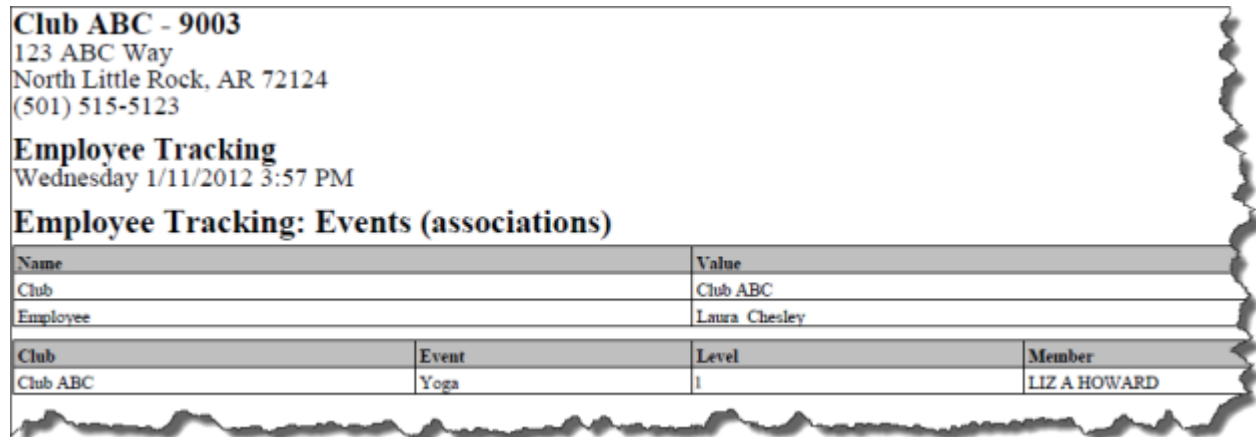 Club ABC - 9003
123 ABC Way
North Little Rock, AR 72124
(501) 515-5123
Employee Tracking
Wednesday 1/11/2012 3:57 PM
Employee Tracking: Events (associations)
Name Value
Club Club ABC
Employee Laura Chesley
Club Event Level Member
Club ABC Yoga 1 LIZ A HOWARD